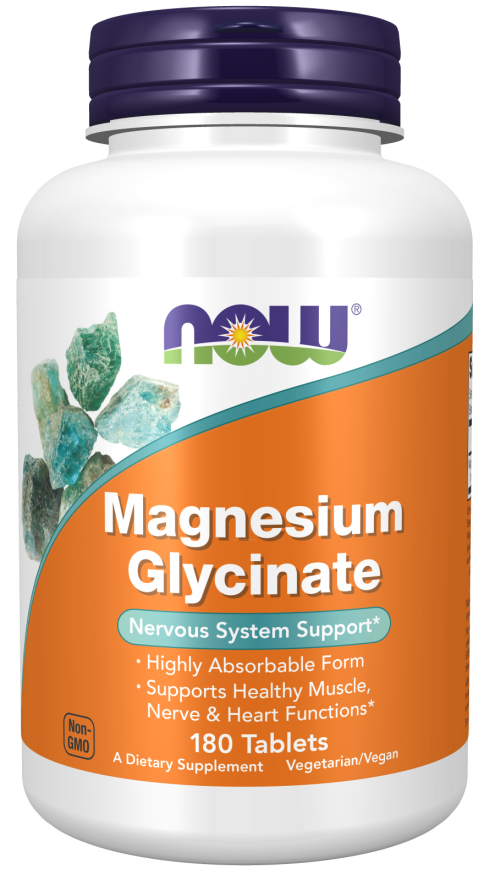 NOW®
Magnesium
Glycinate
Nervous System Support*
• Highly Absorbable Form
• Supports Healthy Muscle,
Nerve & Heart Functions*
Non-
GMO
180 Tablets
A Dietary Supplement Vegetarian/Vegan